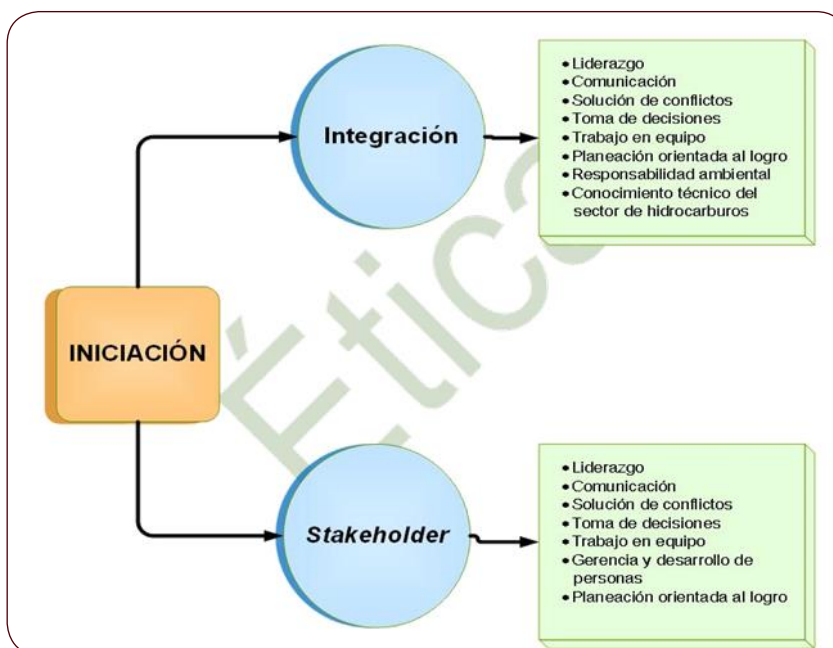 INICIACIÓN
Integración
• Liderazgo
• Comunicación
• Solución de conflictos
• Toma de decisiones
• Trabajo en equipo
• Planeación orientada al logro
• Responsabilidad ambiental
• Conocimiento técnico del
sector de hidrocarburos
Stakeholder
• Liderazgo
• Comunicación
• Solución de conflictos
• Toma de decisiones
• Trabajo en equipo
• Gerencia y desarrollo de
personas
• Planeación orientada al logro
Ética